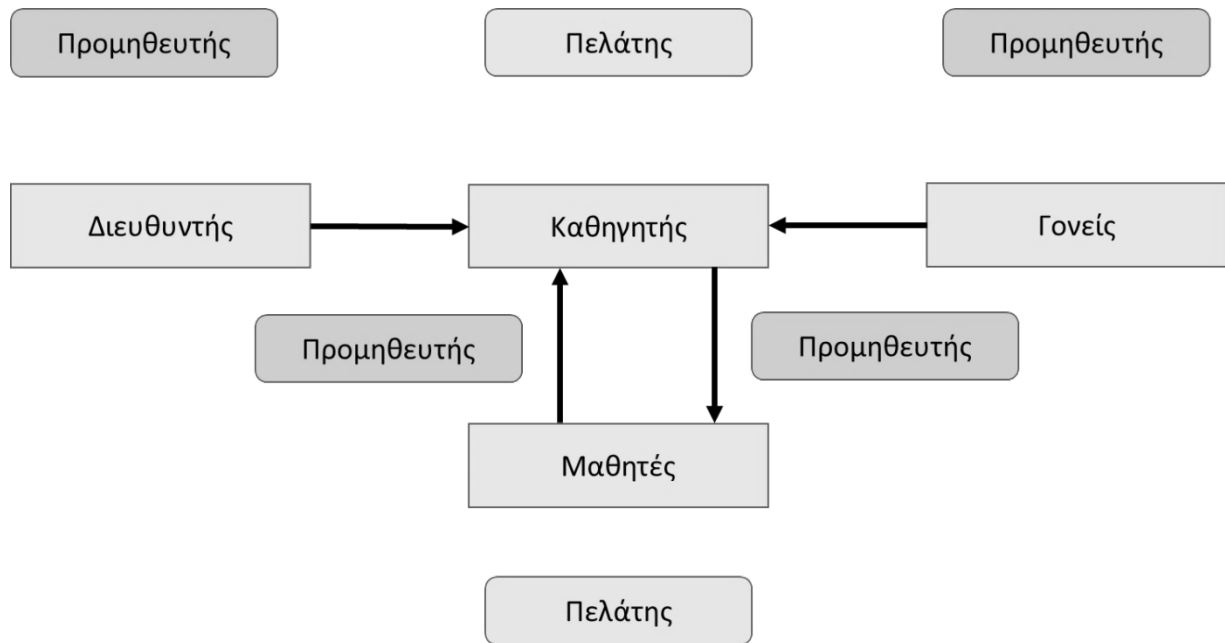 Προμηθευτής
Πελάτης
Προμηθευτής
Διευθυντής
Καθηγητής
Γονείς
Προμηθευτής
Προμηθευτής
Μαθητές
Πελάτης